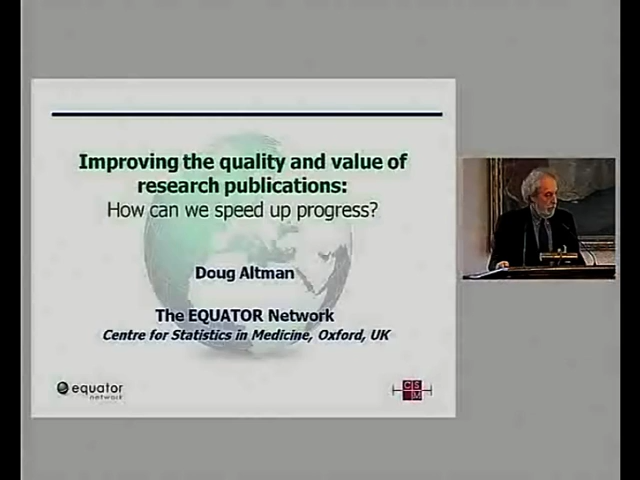 Improving the quality and value of
research publications:
How can we speed up progress?
Doug Altman
The EQUATOR Network
Centre for Statistics in Medicine, Oxford, UK
equator
network
CS
M